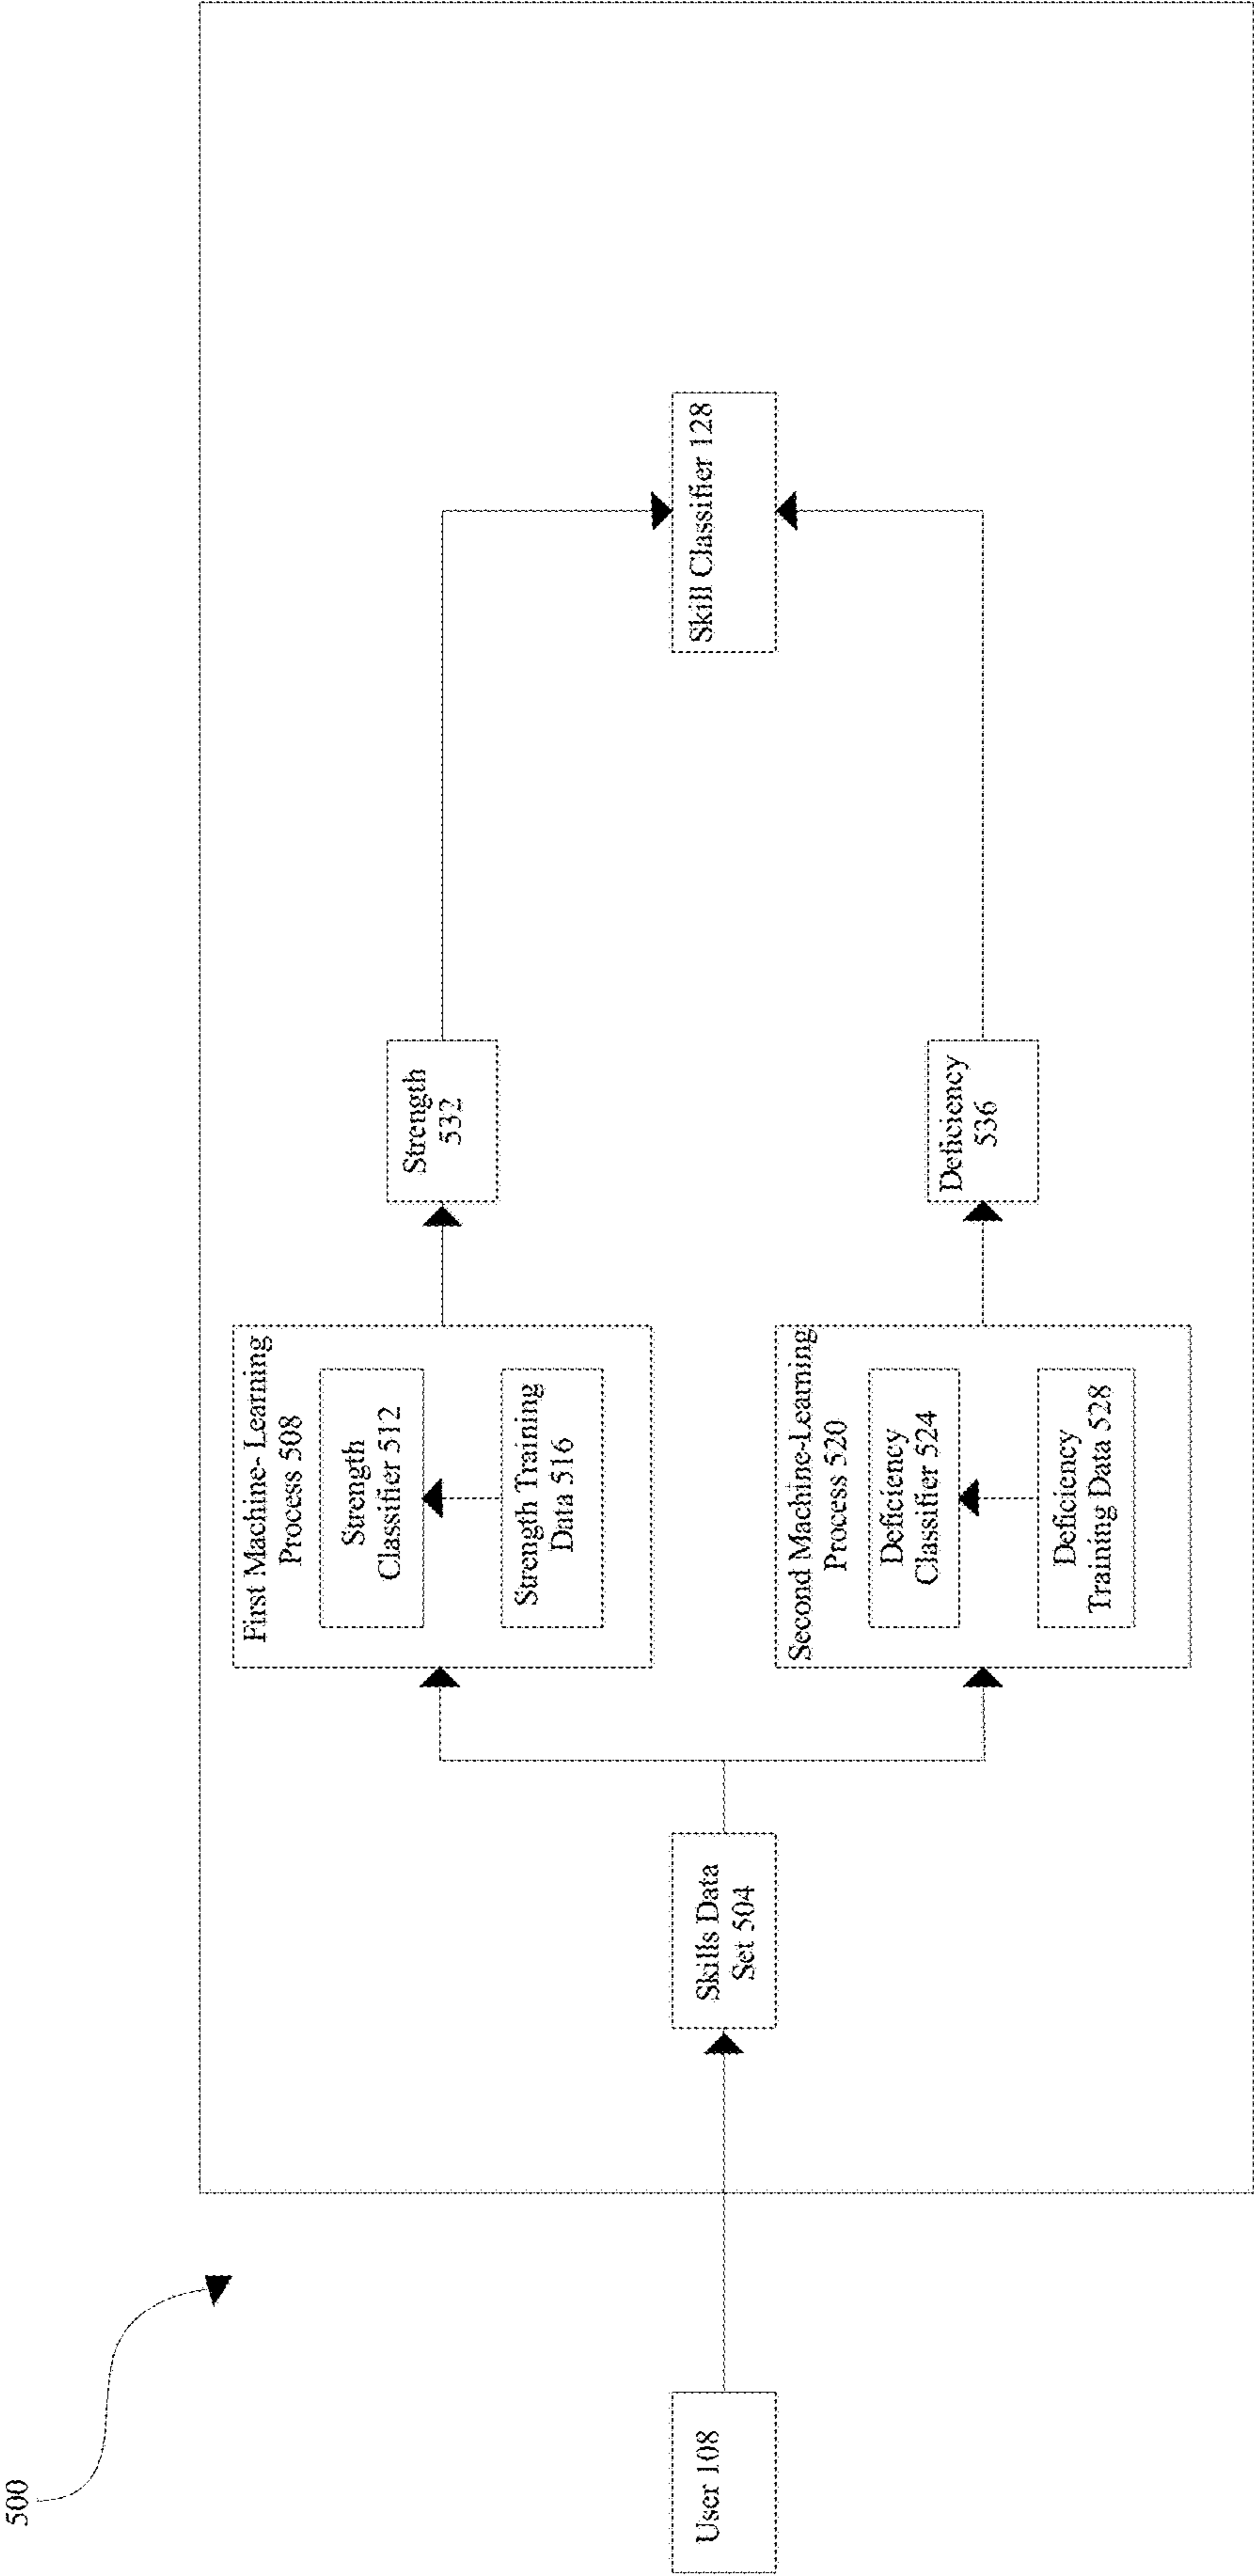 500
User 108
Skills Data
Set 504
First Machine-Learning
Process 508
Strength
Classifier 512
Strength Training
Data 516
Second Machine-Learning
Process 520
Deficiency
Classifier 524
Deficiency
Training Data 528
Strength
532
Deficiency
536
Skill Classifier 128